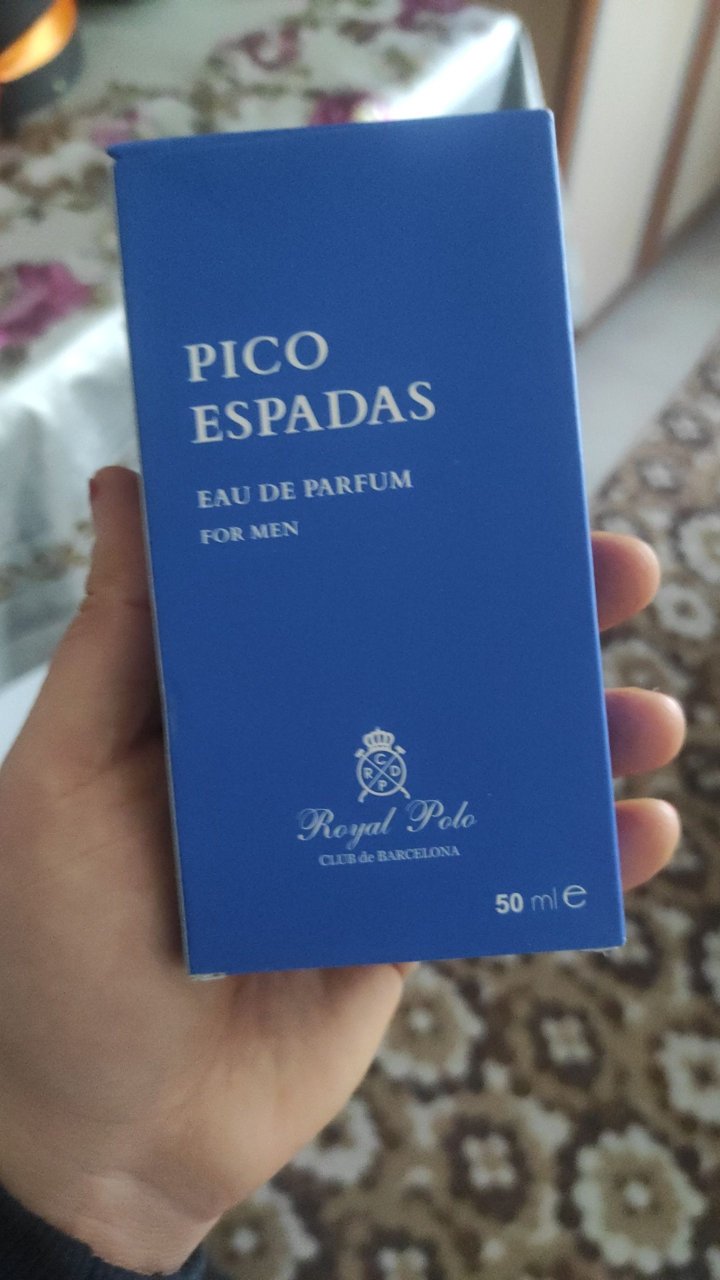 PICO
ESPADAS
EAU DE PARFUM
FOR MEN
C
R D
P
Royal Polo
CLUB de BARCELONA
50 ml e